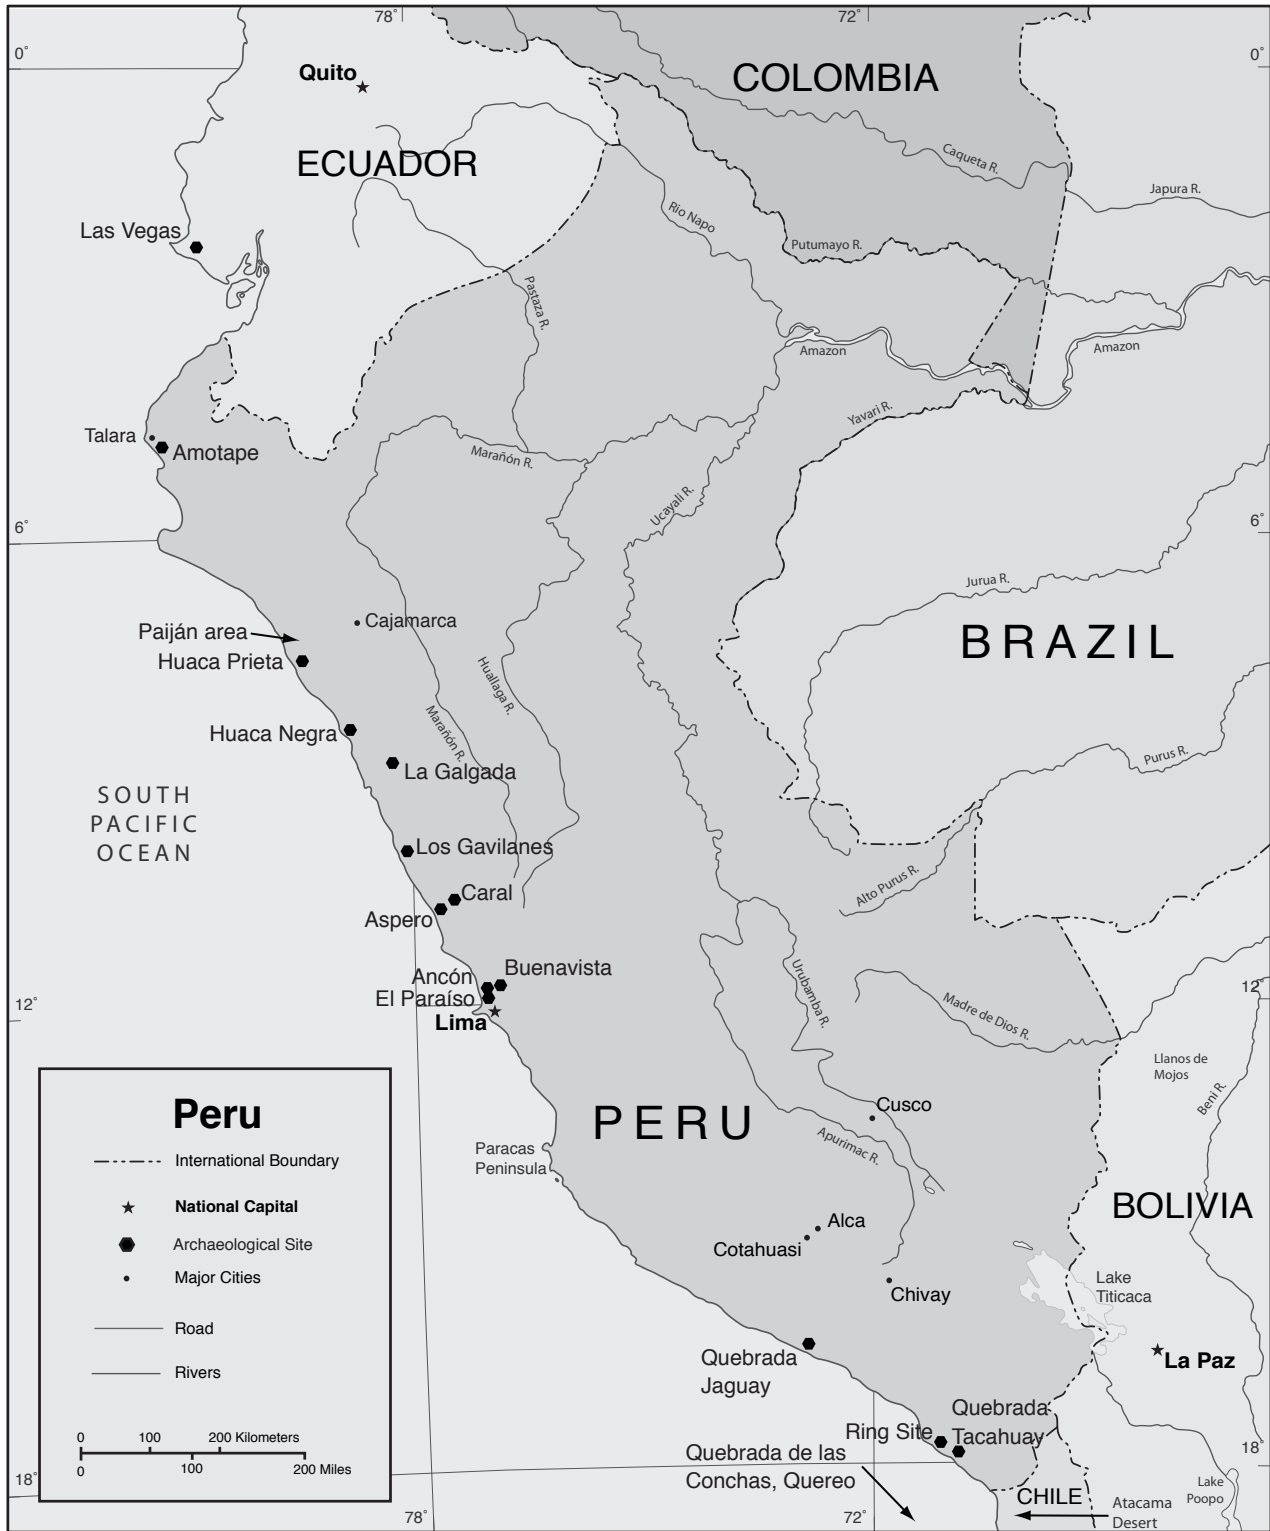 78°
72°
0°
0°
Quito
COLOMBIA
ECUADOR
Caqueta R.
Japura R.
Rio Napo
Las Vegas
Putumayo R.
Pastaza R.
Amazon
Amazon
Yavari R.
Talara
Amotape
Marañón R.
Ucayali R.
6°
6°
Jurua R.
Cajamarca
Paiján area
BRAZIL
Huaca Prieta
Huallaga R.
Marañón R.
Huaca Negra
La Galgada
Purus R.
SOUTH
PACIFIC
OCEAN
Los Gavilanes
Alto Purus R.
Caral
Aspero
Buenavista
Ancón
El Paraíso
Urubamba R.
12°
12°
Lima
Madre de Dios R.
Llanos de
Mojos
Beni R.
Peru
International Boundary
National Capital
Archaeological Site
Major Cities
Road
Rivers
0 100 200 Kilometers
0 100 200 Miles
PERU
Cusco
Apurimac R.
Paracas
Peninsula
BOLIVIA
Alca
Cotahuasi
Chivay
Lake
Titicaca
La Paz
Quebrada
Jaguay
Quebrada
Tacahuay
Ring Site
Quebrada de las
Conchas, Quereo
18°
18°
CHILE
Atacama
Desert
Lake
Poopo
78°
72°